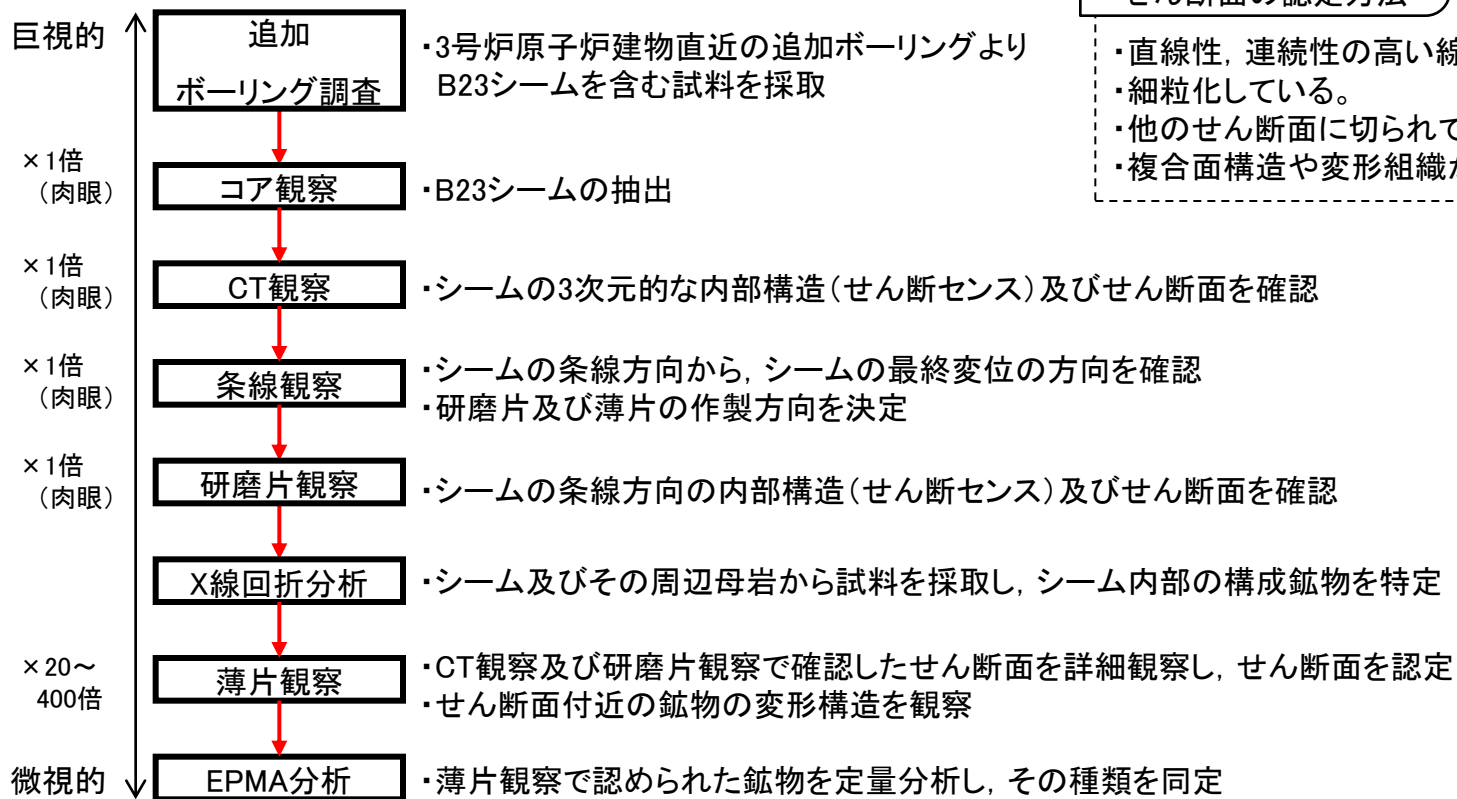 巨視的
追加
ボーリング調査
・3号炉原子炉建物直近の追加ボーリングより
B23シームを含む試料を採取
せん断面の認定方法
・直線性，連続性の高い線
・細粒化している。
・他のせん断面に切られて
・複合面構造や変形組織が
×1倍
（肉眼）
コア観察
・B23シームの抽出
×1倍
（肉眼）
CT観察
・シームの3次元的な内部構造（せん断センス）及びせん断面を確認
×1倍
（肉眼）
条線観察
・シームの条線方向から，シームの最終変位の方向を確認
・研磨片及び薄片の作製方向を決定
×1倍
（肉眼）
研磨片観察
・シームの条線方向の内部構造（せん断センス）及びせん断面を確認
X線回折分析
・シーム及びその周辺母岩から試料を採取し，シーム内部の構成鉱物を特定
×20～
400倍
薄片観察
・CT観察及び研磨片観察で確認したせん断面を詳細観察し，せん断面を認定
・せん断面付近の鉱物の変形構造を観察
微視的
EPMA分析
・薄片観察で認められた鉱物を定量分析し，その種類を同定